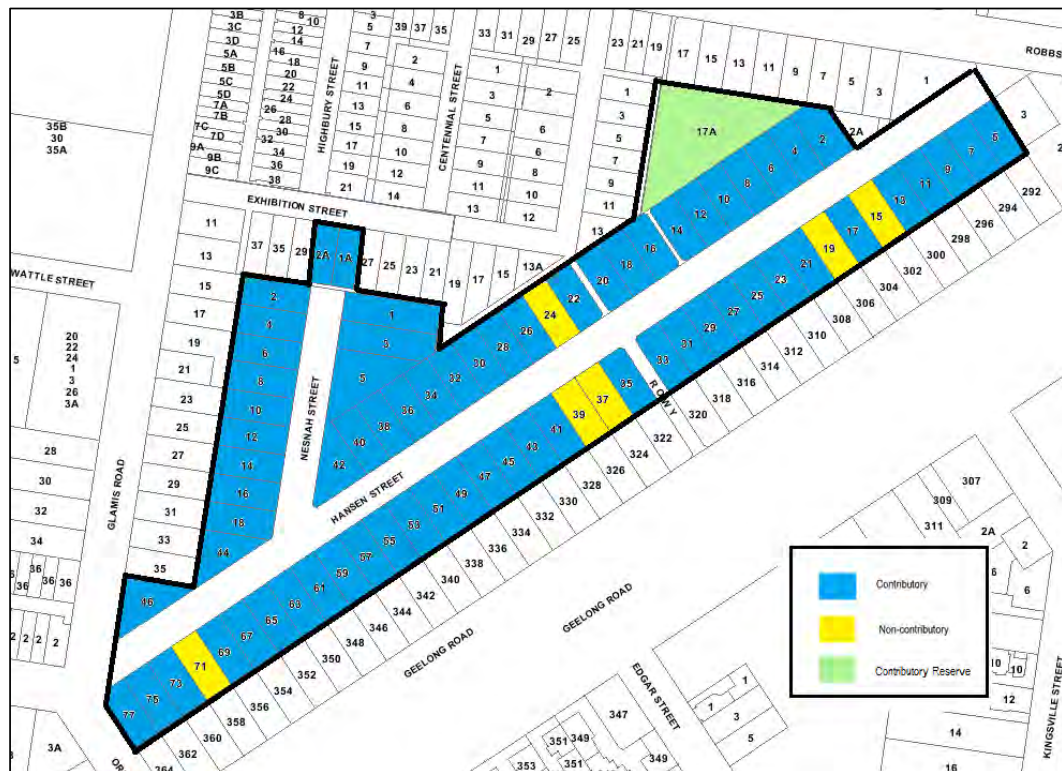 3B
3C
3D
5A
5B
5C
5D
7A
7B
7C
7D
9A
9B
9C
8
10
12
14
16
18
20
22
24
26
28
30
32
34
36
38
HIGHBURY STREET
3
5
7
9
11
13
15
17
19
21
39 37 35
2
4
6
8
10
12
14
CENTENNIAL STREET
33 31 29 27 25
1
3
5
7
9
11
13
2
6
6
8
10
12
23 21 19 17 15 13 11 9 7 5 3 1
ROBBS
1
3
5
7
9
11
13
17A
2A
3
2
35B
30
35A
EXHIBITION STREET
11
13
15
17
19
21
23
25
27
29
31
33
35
37 35 29 2A 1A 27 25 23 21 19 17 15 13A
WATTLE STREET
5
20
22
24
1
3
26
3A
28
30
32
34
36 36 36
2 2 2 2
GLAMIS ROAD
2
1
6
8
10
12
14
16
18
44
46
NESNAH STREET
1
3
5
42 40 38 36 34 32 30 28 26 24 22 20 18 16 14 12 10 8 6 4 2
HANSEN STREET
77 75 73 71 69 67 65 63 61 59 57 55 53 51 49 47 45 43 41 39 37 35
ROWY
33 31 29 27 25 23 21 19 17 15 13 11 9 7 5
364 362 360 358 356 354 352 350 348 346 344 342 340 338 336 334 332 330 328 326 324 322 320 318 316 314 312 310 308 306 304 302 300 298 296 294 292
GEELONG ROAD
GEELONG ROAD
EDGAR STREET
KINGSVILLE STREET
307
309
311
2A
2
6
6
10
10
12
14
16
1
1
3
5
347
349
351
353
351
349
3A
Contributory
Non-contributory
Contributory Reserve